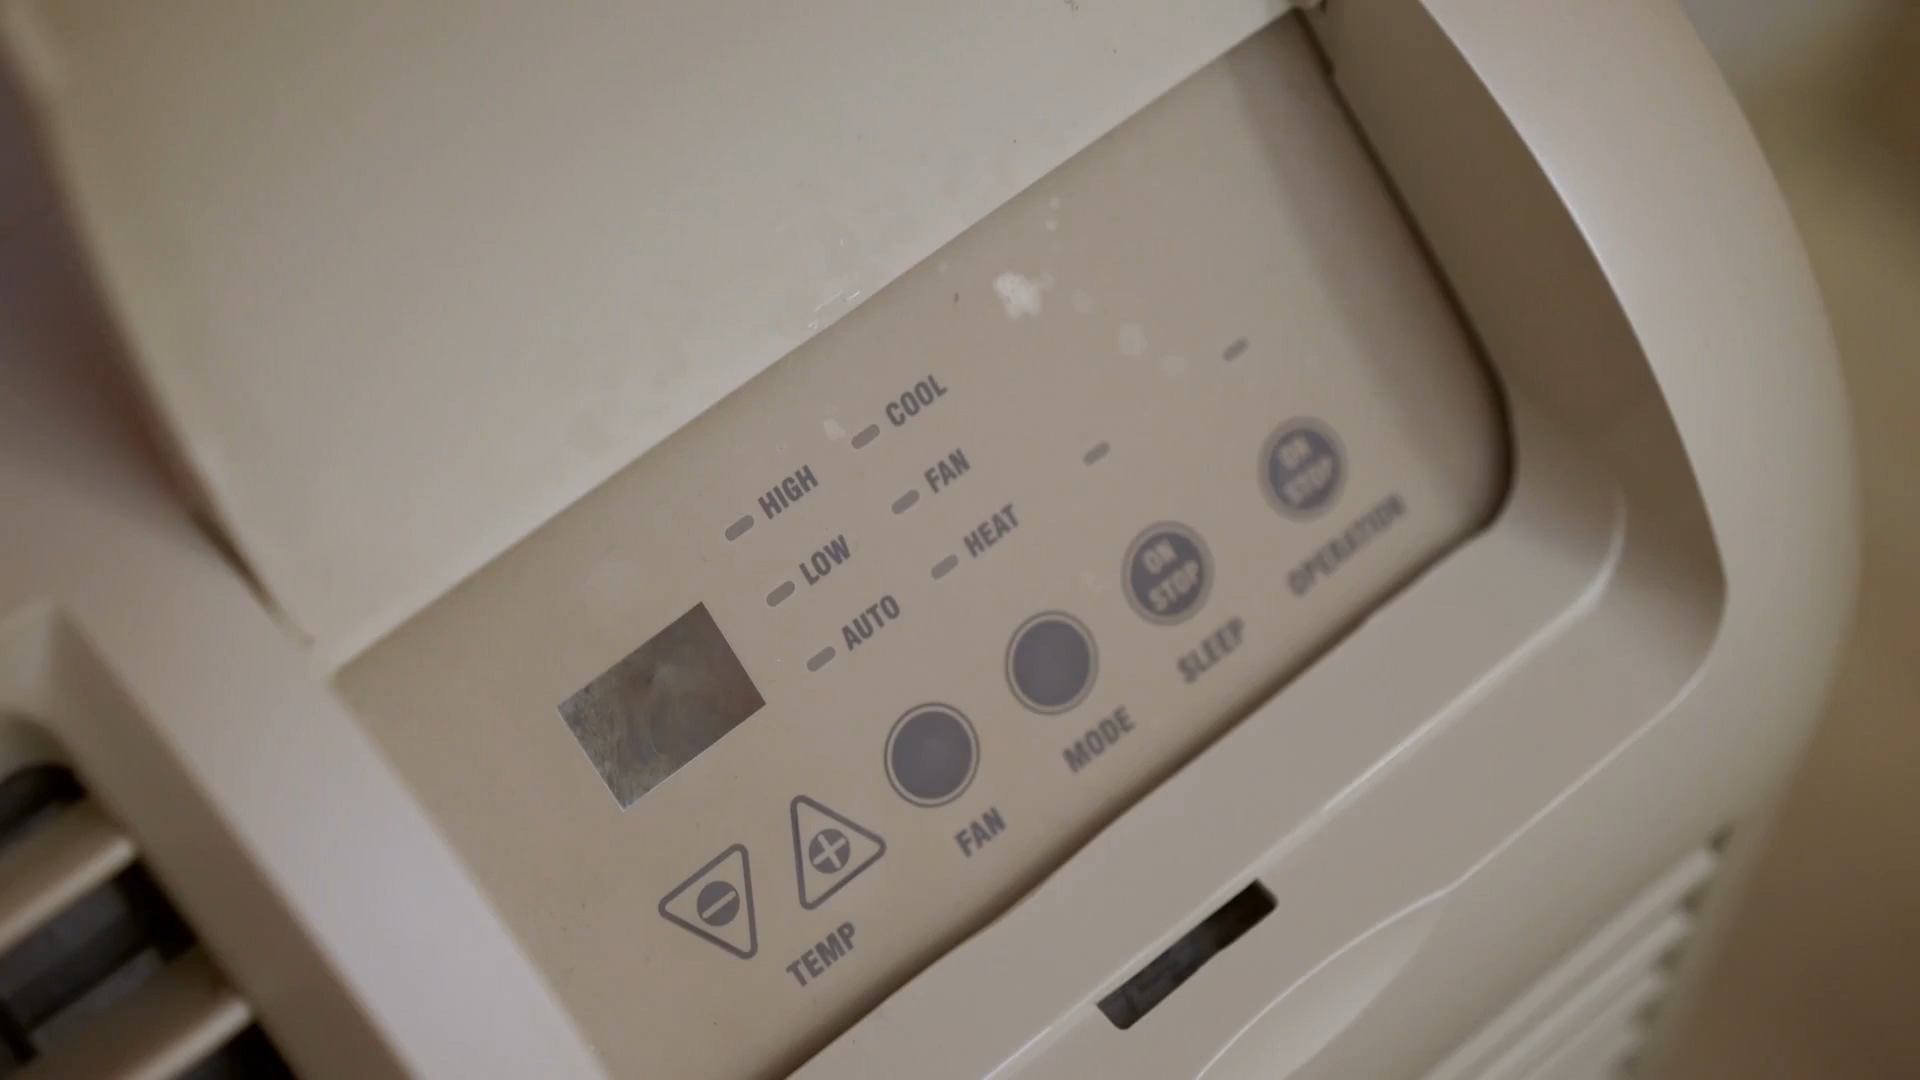 HIGH
COOL
LOW
FAN
AUTO
HEAT
ON
STOP
ON
STOP
TEMP
FAN
MODE
SLEEP
OPERATION